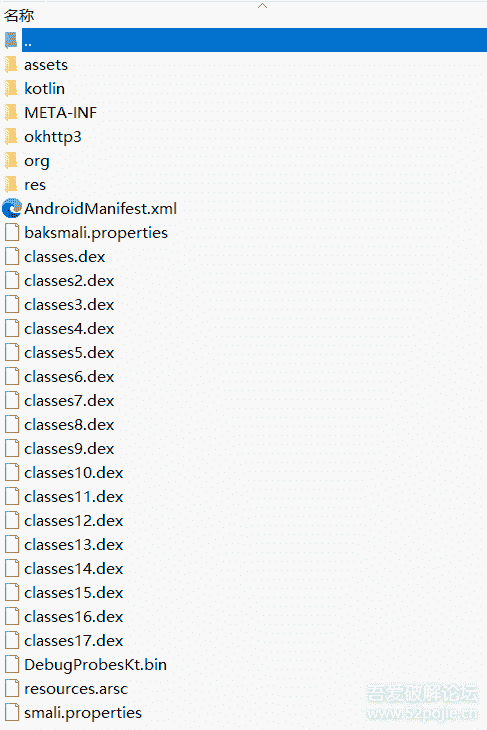 名称
..
assets
kotlin
META-INF
okhttp3
org
res
AndroidManifest.xml
baksmali.properties
classes.dex
classes2.dex
classes3.dex
classes4.dex
classes5.dex
classes6.dex
classes7.dex
classes8.dex
classes9.dex
classes10.dex
classes11.dex
classes12.dex
classes13.dex
classes14.dex
classes15.dex
classes16.dex
classes17.dex
DebugProbesKt.bin
resources.arsc
smali.properties
吾爱破解论坛
www.52pojie.cn